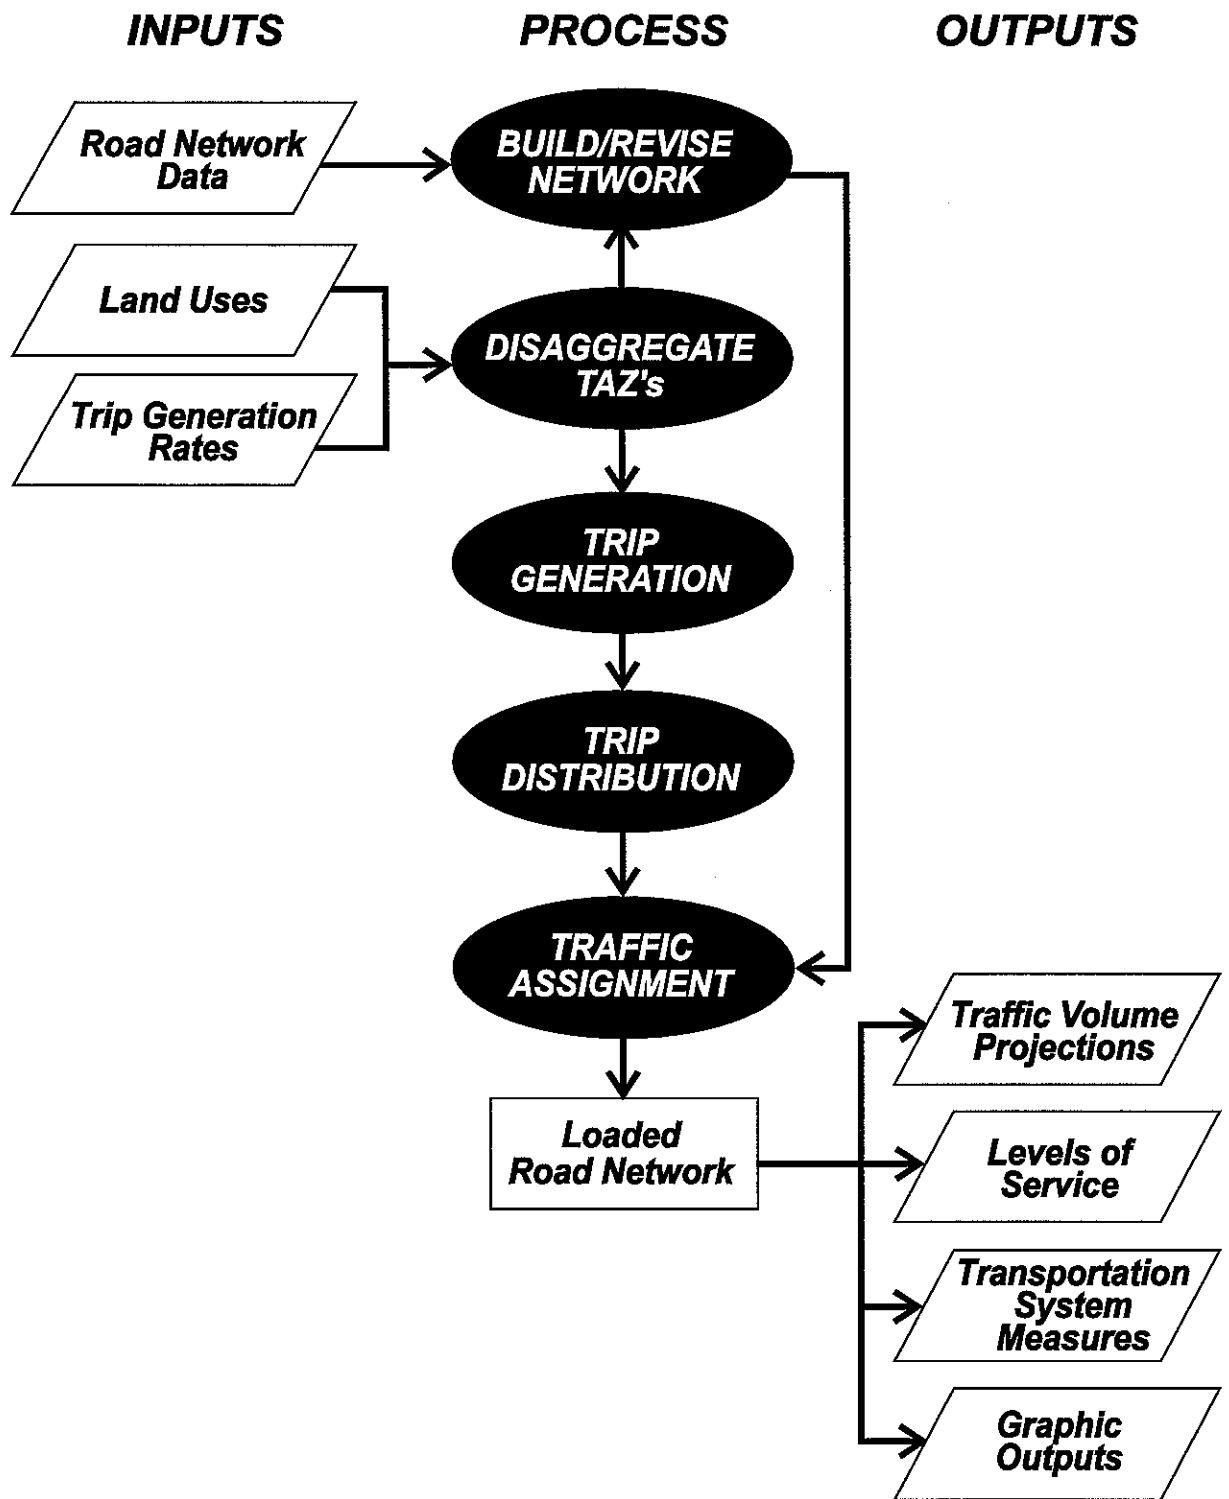 INPUTS
PROCESS
OUTPUTS
Road Network
Data
BUILD/REVISE
NETWORK
Land Uses
DISAGGREGATE
TAZ's
Trip Generation
Rates
TRIP
GENERATION
TRIP
DISTRIBUTION
TRAFFIC
ASSIGNMENT
Loaded
Road Network
Traffic Volume
Projections
Levels of
Service
Transportation
System
Measures
Graphic
Outputs